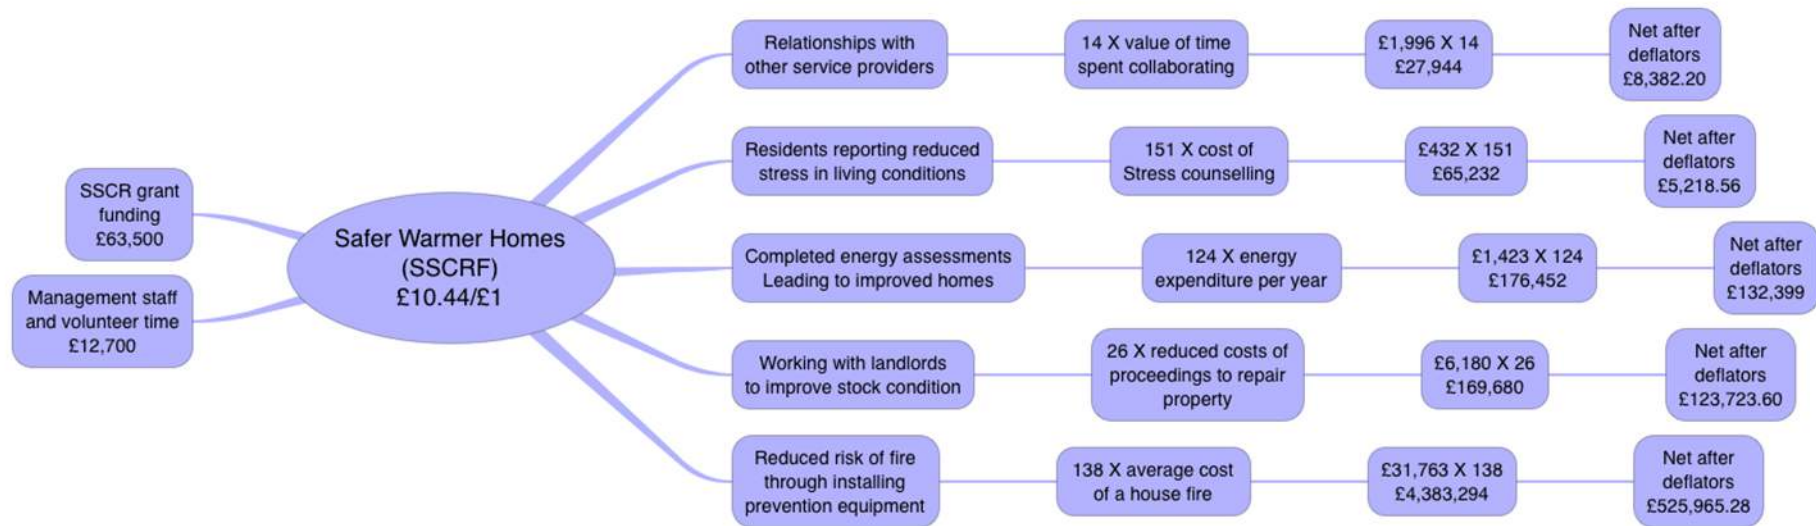 SSCR grant
funding
£63,500
Management staff
and volunteer time
£12,700
Safer Warmer Homes
(SSCRF)
£10.44/£1
Relationships with
other service providers
14 X value of time
spent collaborating
£1,996 X 14
£27,944
Net after
deflators
£8,382.20
Residents reporting reduced
stress in living conditions
151 X cost of
Stress counselling
£432 X 151
£65,232
Net after
deflators
£5,218.56
Completed energy assessments
Leading to improved homes
124 X energy
expenditure per year
£1,423 X 124
£176,452
Net after
deflators
£132,399
Working with landlords
to improve stock condition
26 X reduced costs of
proceedings to repair
property
£6,180 X 26
£169,680
Net after
deflators
£123,723.60
Reduced risk of fire
through installing
prevention equipment
138 X average cost
of a house fire
£31,763 X 138
£4,383,294
Net after
deflators
£525,965.28